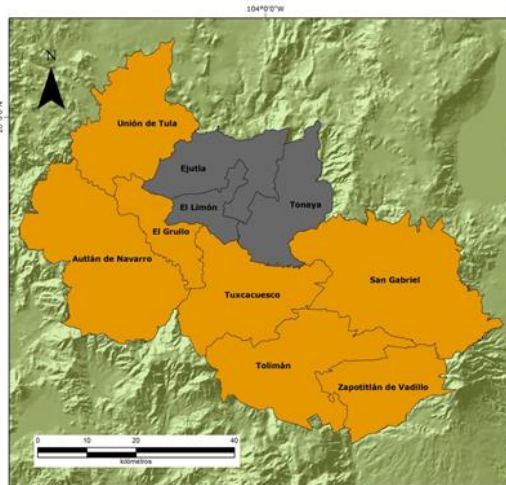 104°0'0"W
N
Unión de Tula
Ejutla
El Limón
Tonaya
El Grullo
Autlán de Navarro
San Gabriel
Tuxcacuesco
Tolimán
Zapotitlán de Vadillo
0 10 20 40
kilómetros